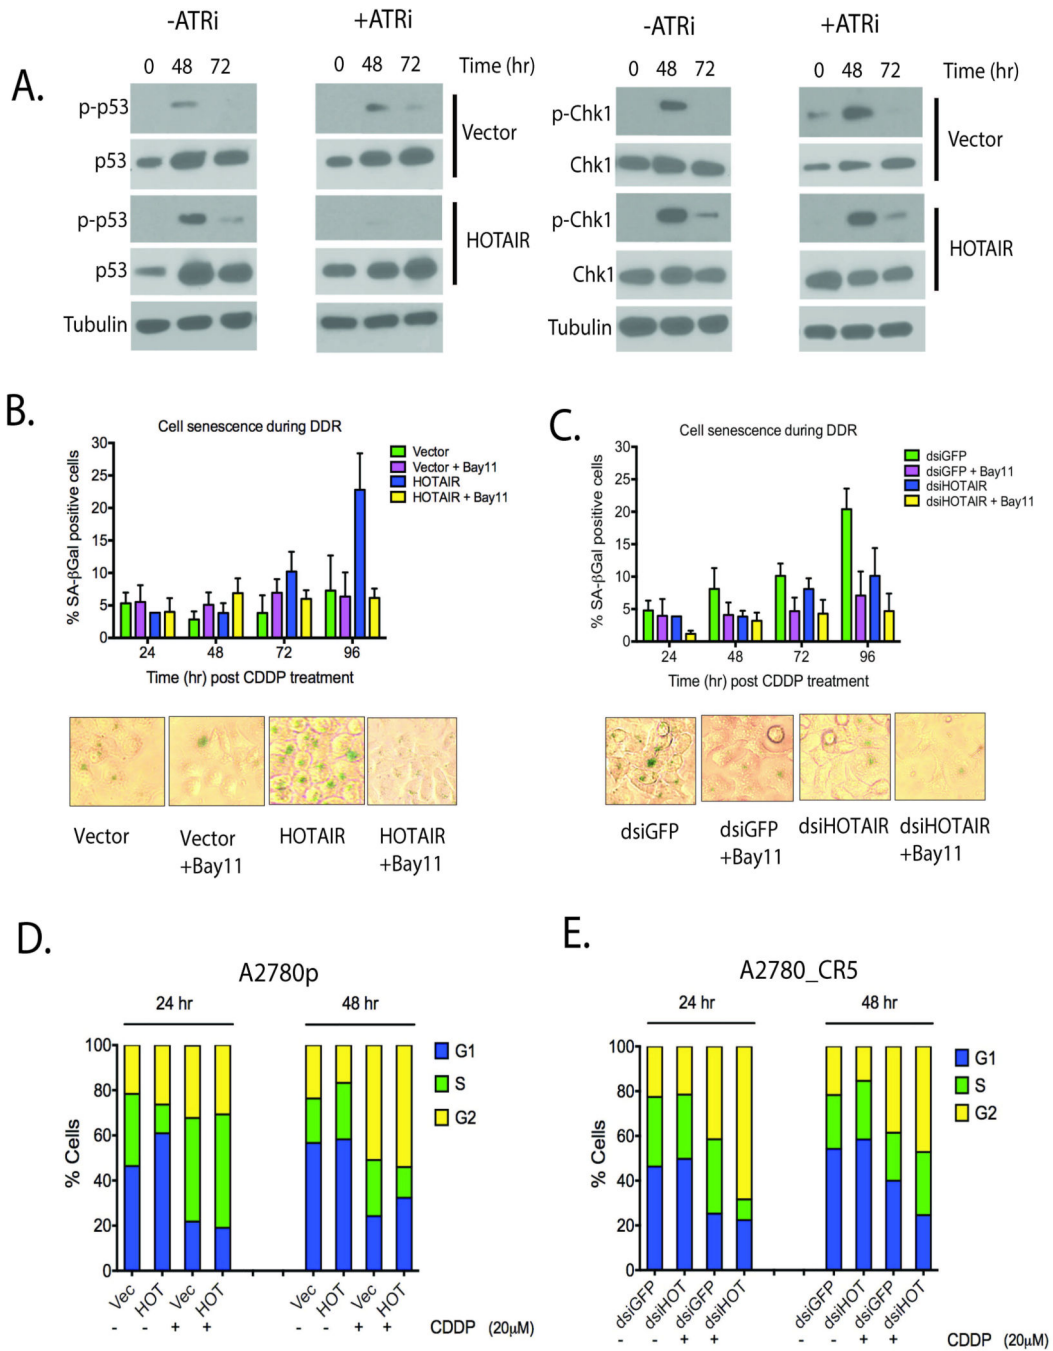 A.
-ATRi
+ATRi
0 48 72
0 48 72
Time (hr)
p-p53
p53
Vector
p-p53
p53
HOTAIR
Tubulin
-ATRi
+ATRi
0 48 72
0 48 72
Time (hr)
p-Chk1
Chk1
Vector
p-Chk1
Chk1
HOTAIR
Tubulin
B.
Cell senescence during DDR
% SA-βGal positive cells
30
25
20
15
10
5
0
24 48 72 96
Time (hr) post CDDP treatment
Vector
Vector + Bay11
HOTAIR
HOTAIR + Bay11
Vector
Vector
+Bay11
HOTAIR
HOTAIR
+Bay11
C.
Cell senescence during DDR
% SA-βGal positive cells
30
25
20
15
10
5
0
24 48 72 96
Time (hr) post CDDP treatment
dsiGFP
dsiGFP + Bay11
dsiHOTAIR
dsiHOTAIR + Bay11
dsiGFP
dsiGFP
+Bay11
dsiHOTAIR
dsiHOTAIR
+Bay11
D.
A2780p
24 hr
48 hr
% Cells
100
80
60
40
20
0
G1
S
G2
Vec HOT Vec HOT
Vec HOT Vec HOT
- - + +
- - + +
CDDP (20μM)
E.
A2780_CR5
24 hr
48 hr
% Cells
100
80
60
40
20
0
G1
S
G2
dsiGFP dsiHOT dsiGFP dsiHOT
dsiGFP dsiHOT dsiGFP dsiHOT
- - + +
- - + +
CDDP (20μM)